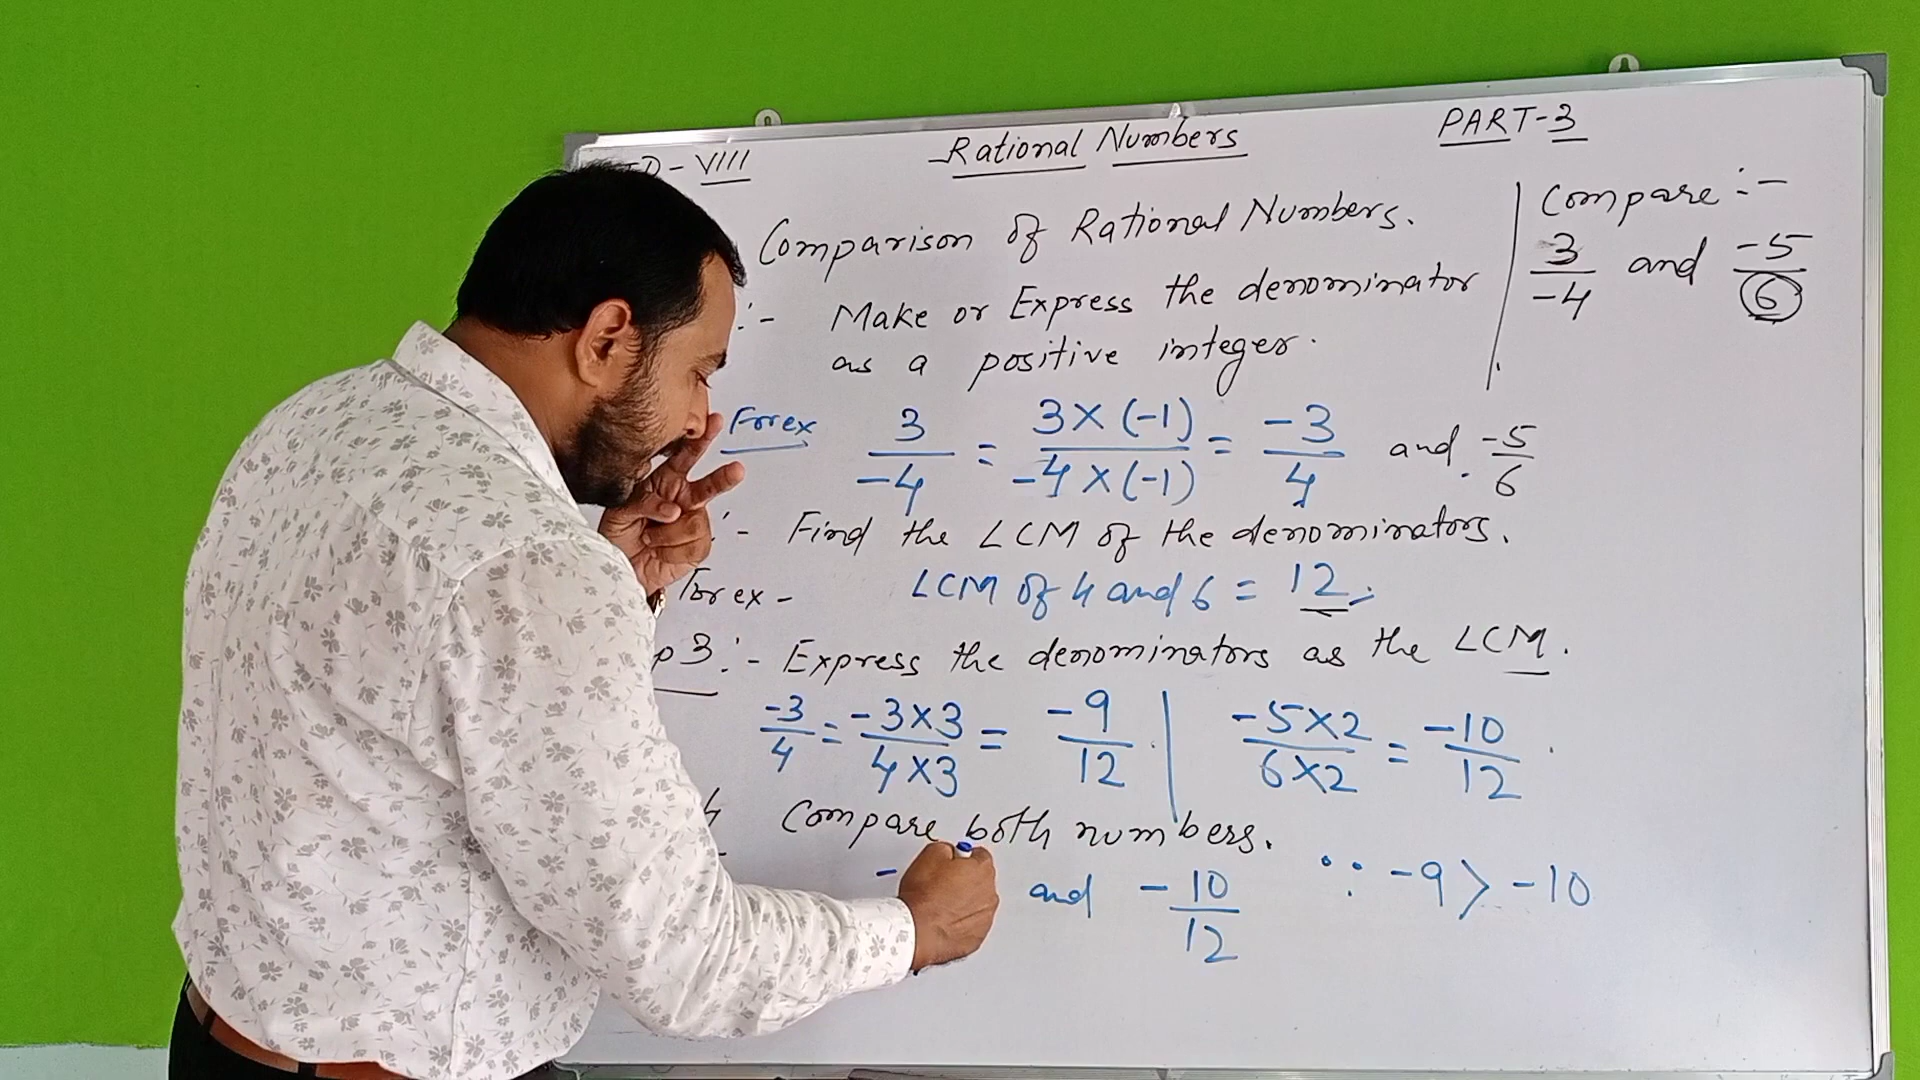 Rational Numbers
PART-3
D - VIII
Comparison of Rational Numbers.
:- Make or Express the denominator
as a positive integer.
Compare :-
3/-4 and -5/6
Forex 3/-4 = 3×(-1)/-4×(-1) = -3/4 and -5/6
:- Find the LCM of the denominators.
Forex - LCM of 4 and 6 = 12
p 3 :- Express the denominators as the LCM.
-3/4 = -3×3/4×3 = -9/12 | -5×2/6×2 = -10/12
4 Compare both numbers.
- and -10/12 ∵ -9 > -10